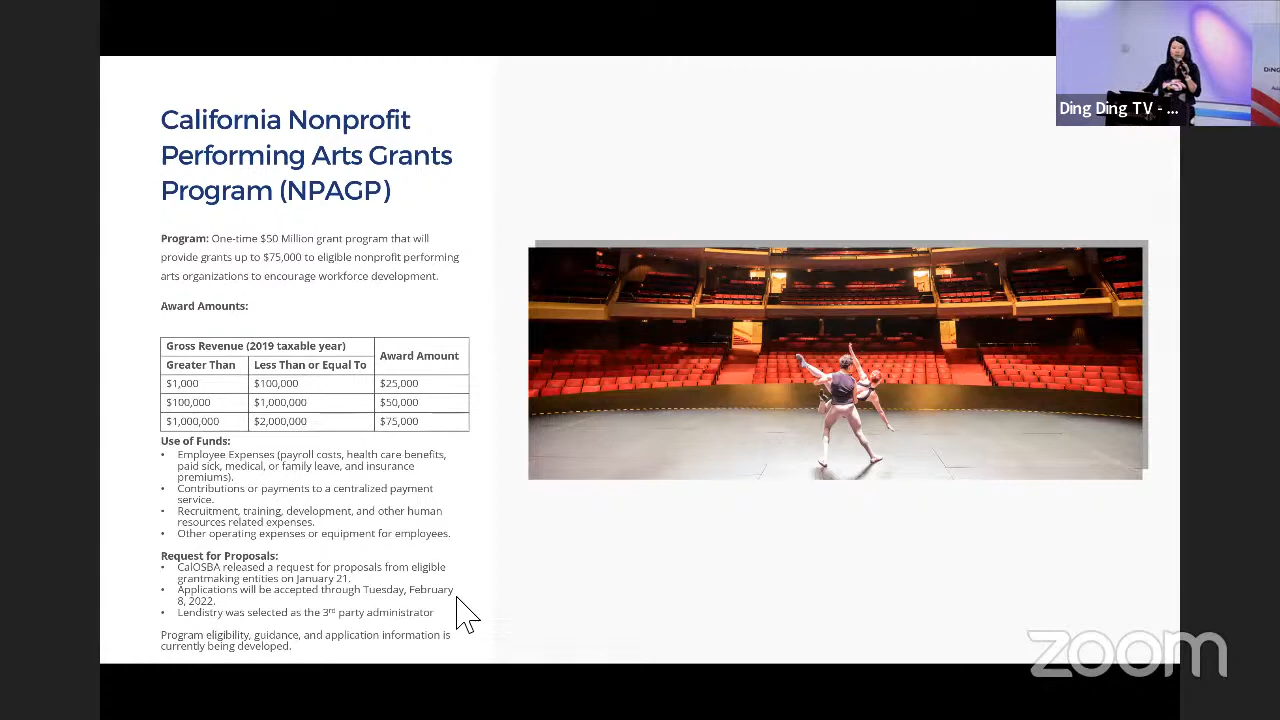 California Nonprofit
Performing Arts Grants
Program (NPAGP)
Program: One-time $50 Million grant program that will
provide grants up to $75,000 to eligible nonprofit performing
arts organizations to encourage workforce development.
Award Amounts:
Gross Revenue (2019 taxable year)
Award Amount
Greater Than
Less Than or Equal To
$1,000
$100,000
$25,000
$100,000
$1,000,000
$50,000
$1,000,000
$2,000,000
$75,000
Use of Funds:
• Employee Expenses (payroll costs, health care benefits,
paid sick, medical, or family leave, and insurance
premiums).
• Contributions or payments to a centralized payment
service.
• Recruitment, training, development, and other human
resources related expenses.
• Other operating expenses or equipment for employees.
Request for Proposals:
• CalOSBA released a request for proposals from eligible
grantmaking entities on January 21.
• Applications will be accepted through Tuesday, February
8, 2022.
• Lendistry was selected as the 3rd party administrator
Program eligibility, guidance, and application information is
currently being developed.
Ding Ding TV - ...
zoom